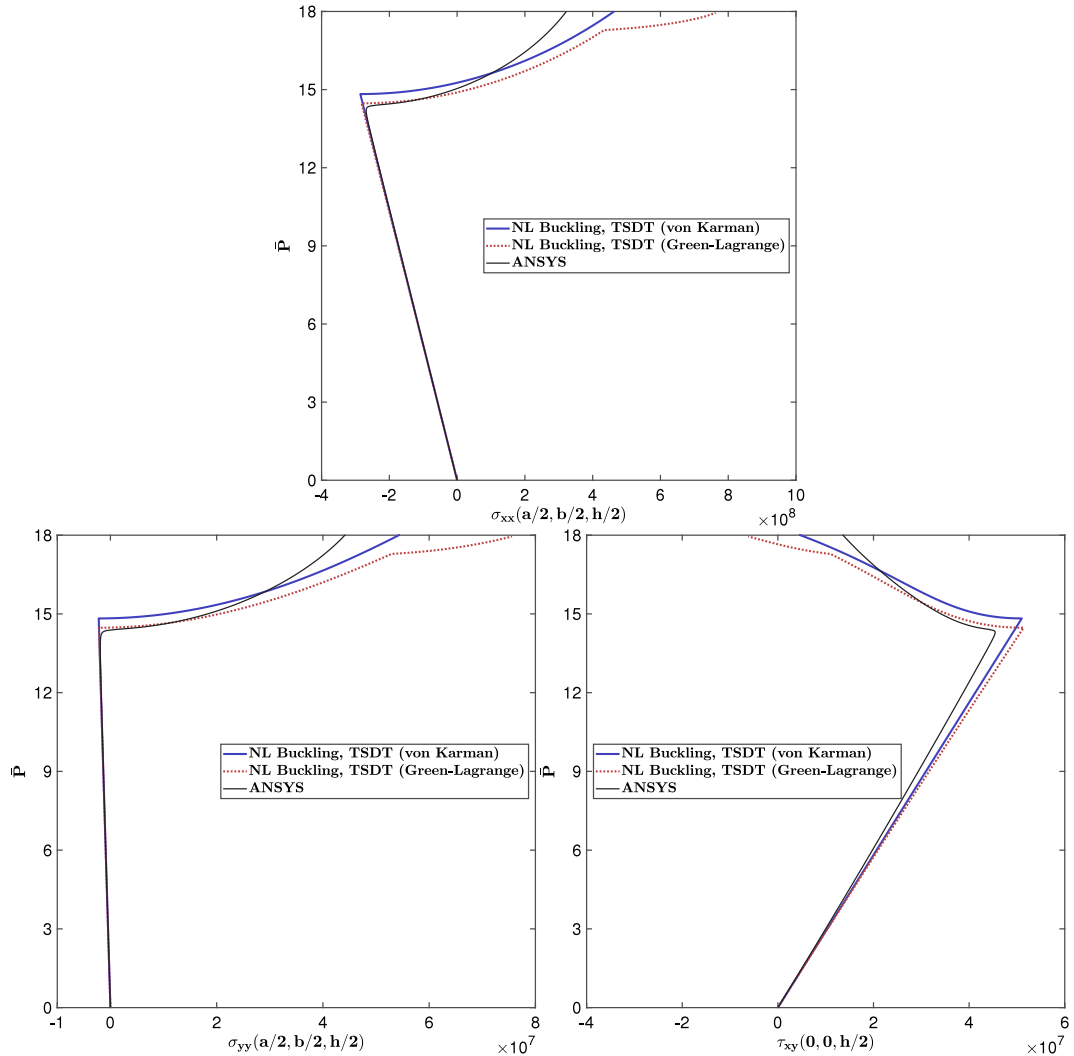 18
15
12
9
6
3
0
P̄
NL Buckling, TSDT (von Karman)
NL Buckling, TSDT (Green-Lagrange)
ANSYS
-4 -2 0 2 4 6 8 10
σxx(a/2, b/2, h/2)
×10^8
18
15
12
9
6
3
0
P̄
NL Buckling, TSDT (von Karman)
NL Buckling, TSDT (Green-Lagrange)
ANSYS
-1 0 2 4 6 8
σyy(a/2, b/2, h/2)
×10^7
18
15
12
9
6
3
0
P̄
NL Buckling, TSDT (von Karman)
NL Buckling, TSDT (Green-Lagrange)
ANSYS
-4 -2 0 2 4 6
τxy(0, 0, h/2)
×10^7